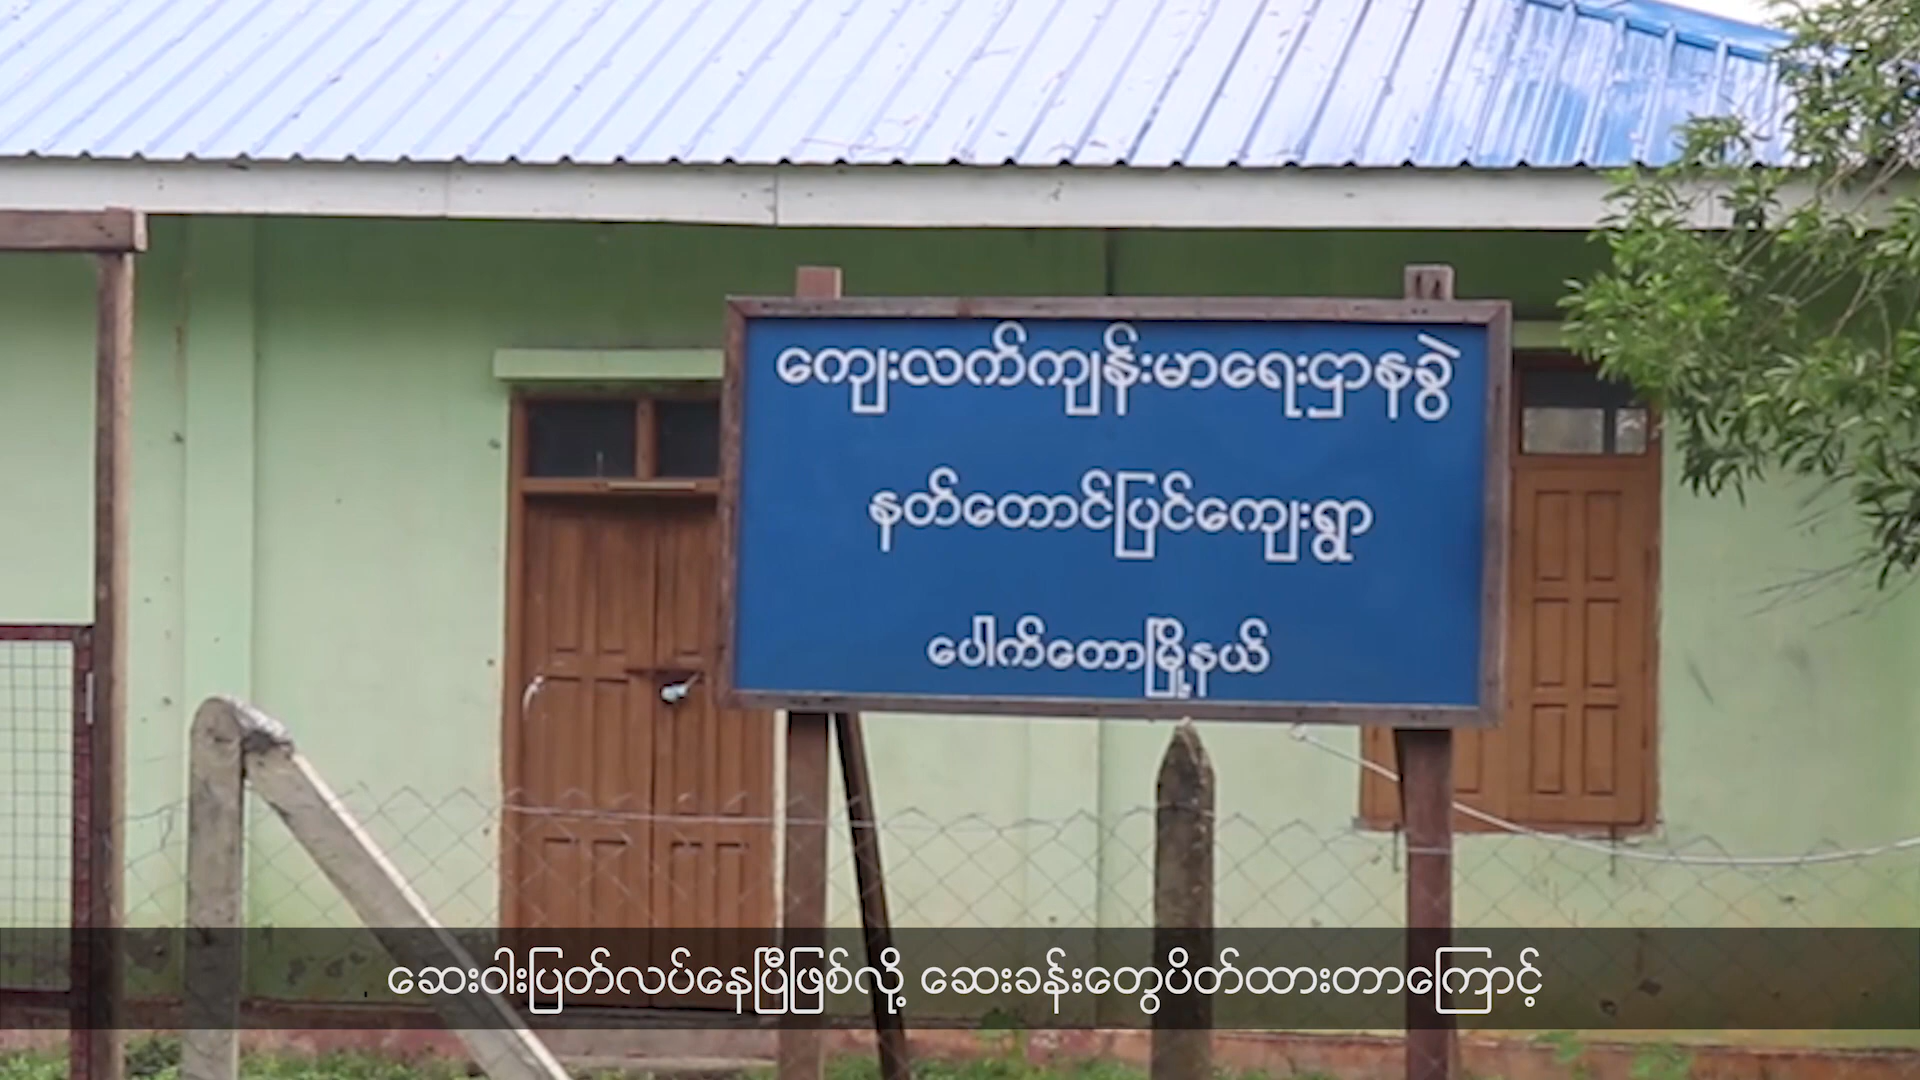 ကျေးလက်ကျန်းမာရေးဌာနခွဲ
နတ်တောင်ပြင်ကျေးရွာ
ပေါက်တောမြို့နယ်
ဆေးဝါးပြတ်လပ်နေပြီဖြစ်လို့ ဆေးခန်းတွေပိတ်ထားတာကြောင့်